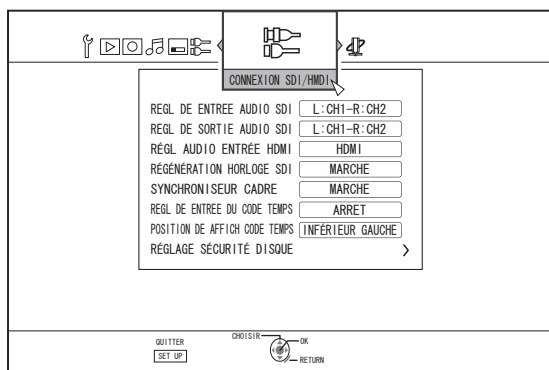 CONNEXION SDI/HMDI
REGL DE ENTREE AUDIO SDI L:CH1-R:CH2
REGL DE SORTIE AUDIO SDI L:CH1-R:CH2
RÉGL AUDIO ENTRÉE HDMI HDMI
RÉGÉNÉRATION HORLOGE SDI MARCHE
SYNCHRONISEUR CADRE MARCHE
REGL DE ENTREE DU CODE TEMPS ARRET
POSITION DE AFFICH CODE TEMPS INFÉRIEUR GAUCHE
RÉGLAGE SÉCURITÉ DISQUE
QUITTER
SET UP
CHOISIR
OK
RETURN